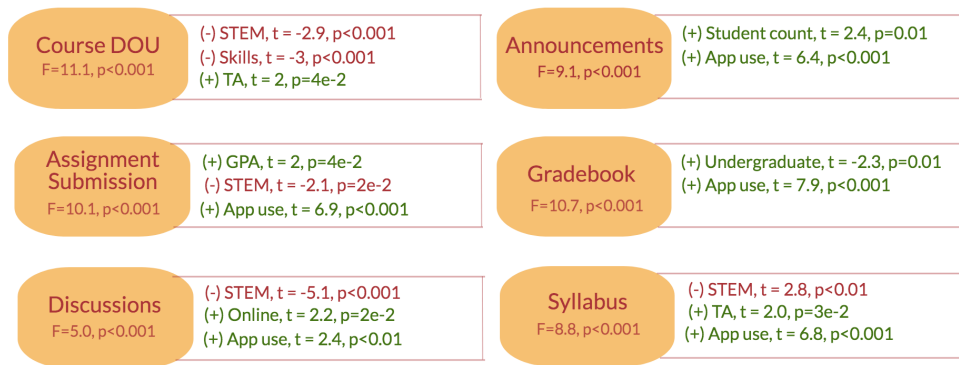 Course DOU
F=11.1, p<0.001
(-) STEM, t = -2.9, p<0.001
(-) Skills, t = -3, p<0.001
(+) TA, t = 2, p=4e-2
Announcements
F=9.1, p<0.001
(+) Student count, t = 2.4, p=0.01
(+) App use, t = 6.4, p<0.001
Assignment
Submission
F=10.1, p<0.001
(+) GPA, t = 2, p=4e-2
(-) STEM, t = -2.1, p=2e-2
(+) App use, t = 6.9, p<0.001
Gradebook
F=10.7, p<0.001
(+) Undergraduate, t = -2.3, p=0.01
(+) App use, t = 7.9, p<0.001
Discussions
F=5.0, p<0.001
(-) STEM, t = -5.1, p<0.001
(+) Online, t = 2.2, p=2e-2
(+) App use, t = 2.4, p<0.01
Syllabus
F=8.8, p<0.001
(-) STEM, t = 2.8, p<0.01
(+) TA, t = 2.0, p=3e-2
(+) App use, t = 6.8, p<0.001